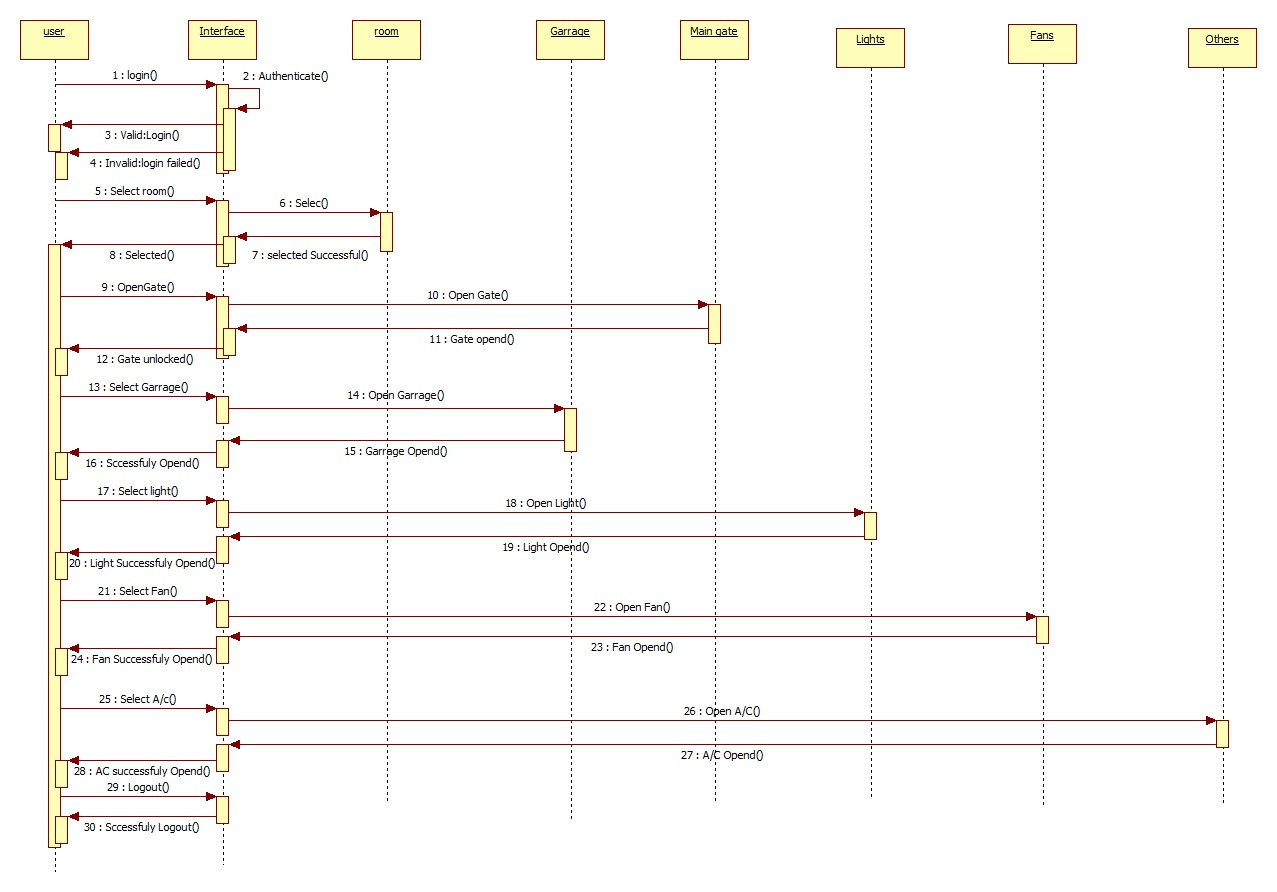 user
Interface
room
Garrage
Main gate
Lights
Fans
Others
1 : login()
2 : Authenticate()
3 : Valid:Login()
4 : Invalid:login failed()
5 : Select room()
6 : Selec()
7 : selected Successful()
8 : Selected()
9 : OpenGate()
10 : Open Gate()
11 : Gate opend()
12 : Gate unlocked()
13 : Select Garrage()
14 : Open Garrage()
15 : Garrage Opend()
16 : Sccessfuly Opend()
17 : Select light()
18 : Open Light()
19 : Light Opend()
20 : Light Successfuly Opend()
21 : Select Fan()
22 : Open Fan()
23 : Fan Opend()
24 : Fan Successfuly Opend()
25 : Select A/c()
26 : Open A/C()
27 : A/C Opend()
28 : AC successfuly Opend()
29 : Logout()
30 : Sccessfuly Logout()